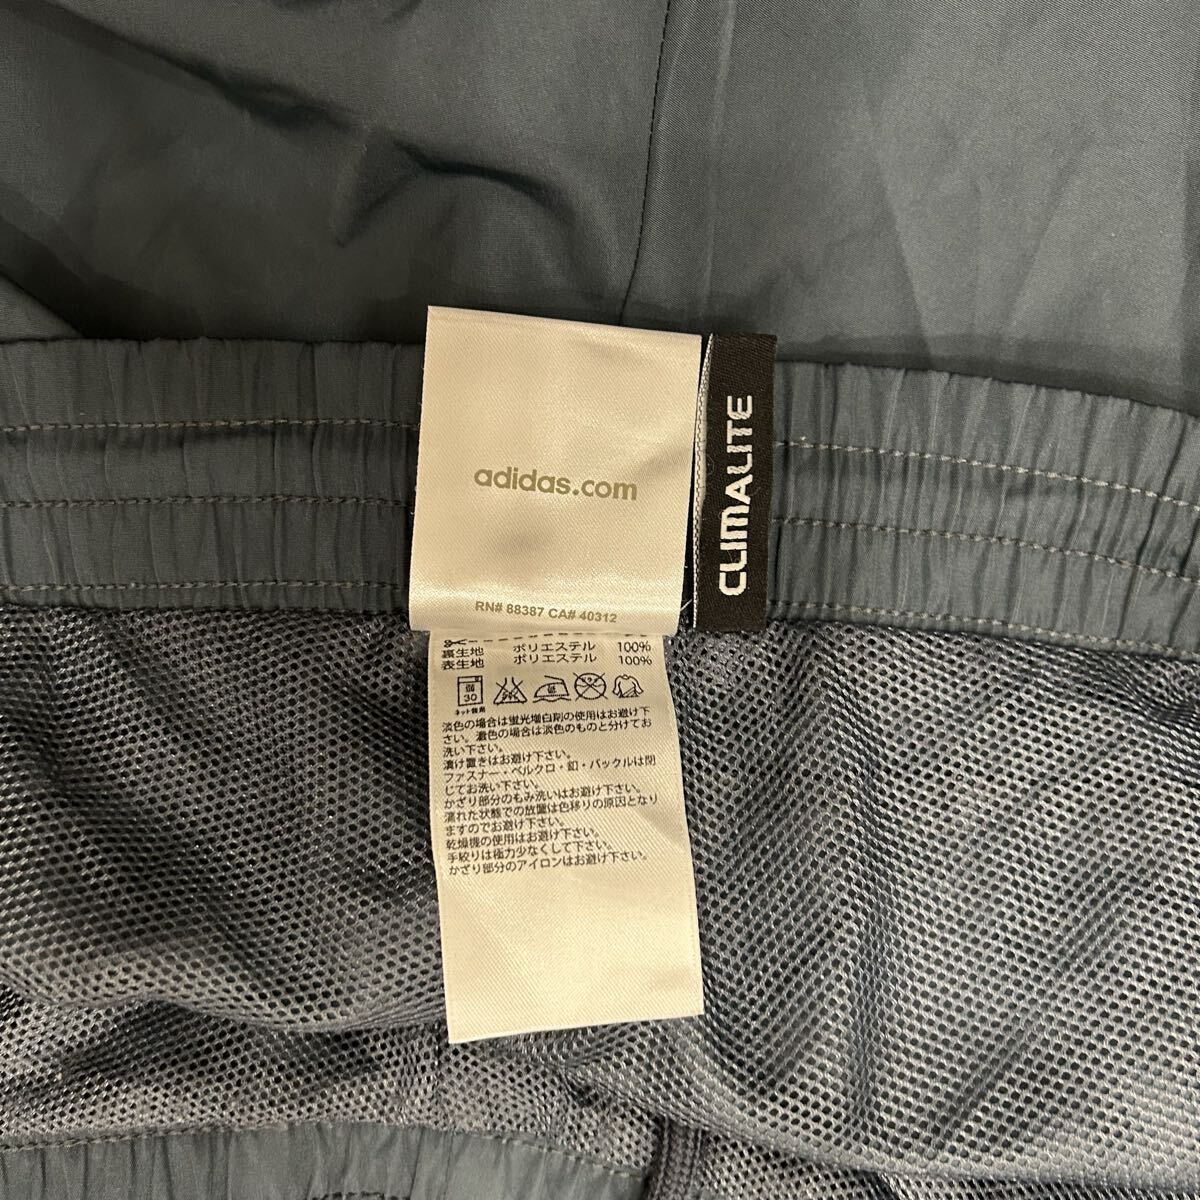 adidas.com
RN# 88387 CA# 40312
CLIMALITE
裏生地 ポリエステル 100%
表生地 ポリエステル 100%
弱
30
ネット使用
淡色の場合は蛍光増白剤の使用はお避け下
さい。濃色の場合は淡色のものと分けてお
洗い下さい。
漬け置きはお避け下さい。
ファスナー・ベルクロ・釦・バックルは閉
じてお洗い下さい。
かざり部分のもみ洗いはお避け下さい。
濡れた状態での放置は色移りの原因となり
ますのでお避け下さい。
乾燥機の使用はお避け下さい。
手絞りは極力少なくして下さい。
かざり部分のアイロンはお避け下さい。